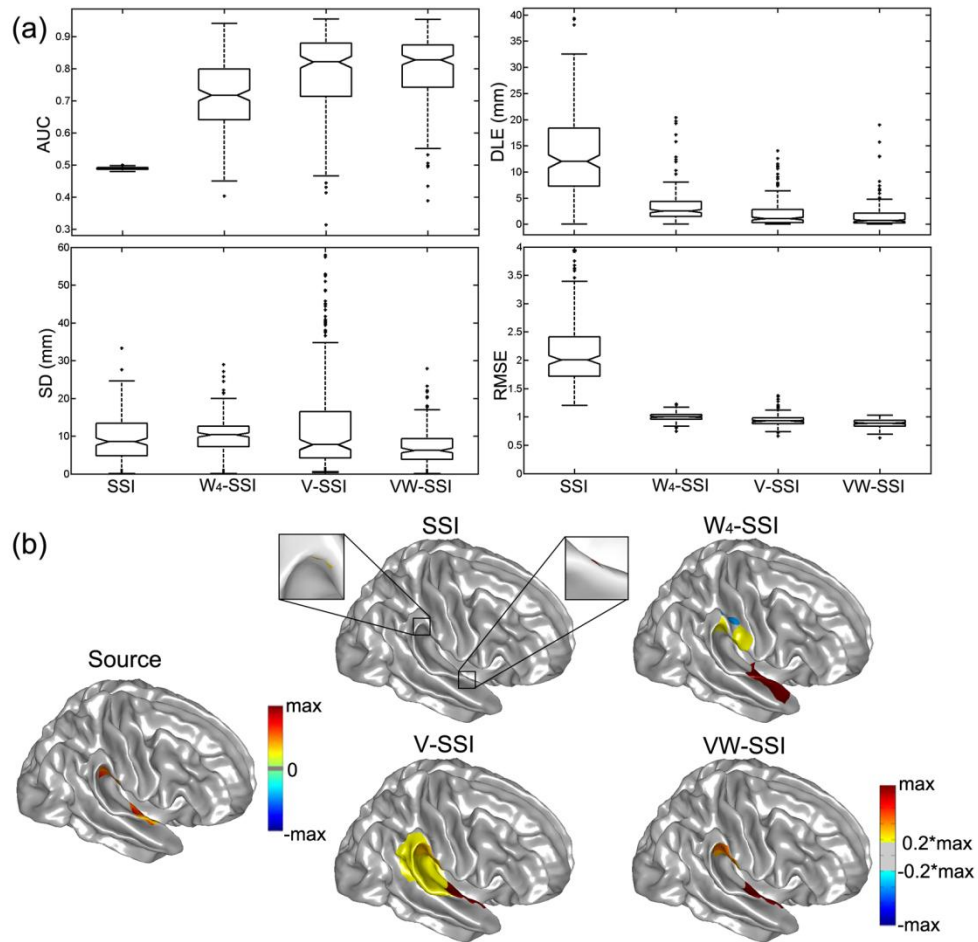 (a)
AUC
0.9
0.8
0.7
0.6
0.5
0.4
0.3
DLE (mm)
40
35
30
25
20
15
10
5
0
SD (mm)
60
50
40
30
20
10
0
SSI W₄-SSI V-SSI VW-SSI
RMSE
4
3.5
3
2.5
2
1.5
1
0.5
0
SSI W₄-SSI V-SSI VW-SSI
(b)
SSI
W₄-SSI
Source
max
0
-max
V-SSI
VW-SSI
max
0.2*max
-0.2*max
-max